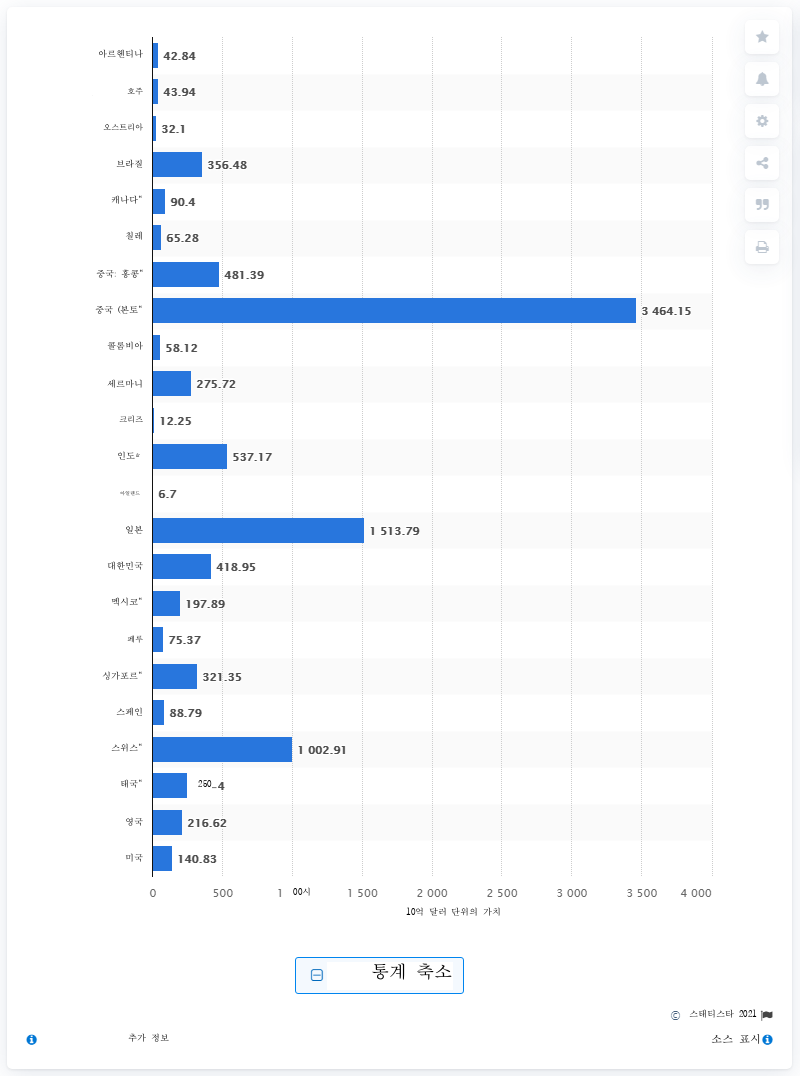 아르헨티나 42.84
호주 43.94
오스트리아 32.1
브라질 356.48
캐나다* 90.4
칠레 65.28
중국: 홍콩* 481.39
중국 (본토* 3 464.15
콜롬비아 58.12
세르마니 275.72
크리즈 12.25
인도* 537.17
6.7
일본 1 513.79
대한민국 418.95
멕시코* 197.89
페루 75.37
싱가포르* 321.35
스페인 88.79
스위스* 1 002.91
태국* 250.4
영국 216.62
미국 140.83
0 500 1 00시 1 500 2 000 2 500 3 000 3 500 4 000
10억 달러 단위의 가치
통계 축소
© 스태티스타 2021
추가 정보 소스 표시